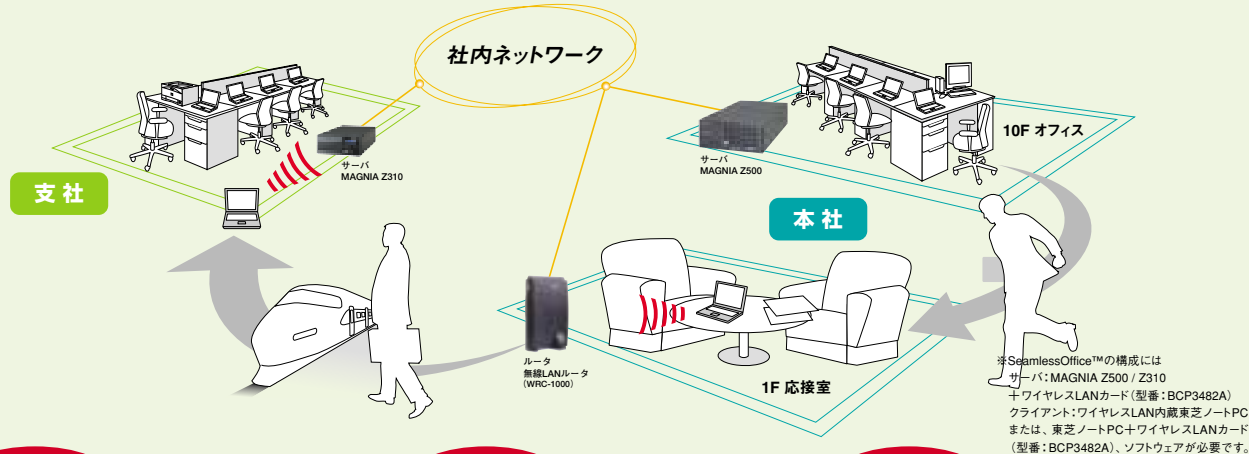 社内ネットワーク
サーバ
MAGNIA Z310
サーバ
MAGNIA Z500
10F オフィス
支社
本社
ルータ
無線LANルータ
（WRC-1000）
1F 応接室
※SeamlessOffice™の構成には
サーバ：MAGNIA Z500 / Z310
＋ワイヤレスLANカード（型番：BCP3482A）
クライアント：ワイヤレスLAN内蔵東芝ノートPC
または、東芝ノートPC＋ワイヤレスLANカード
（型番：BCP3482A）、ソフトウェアが必要です。